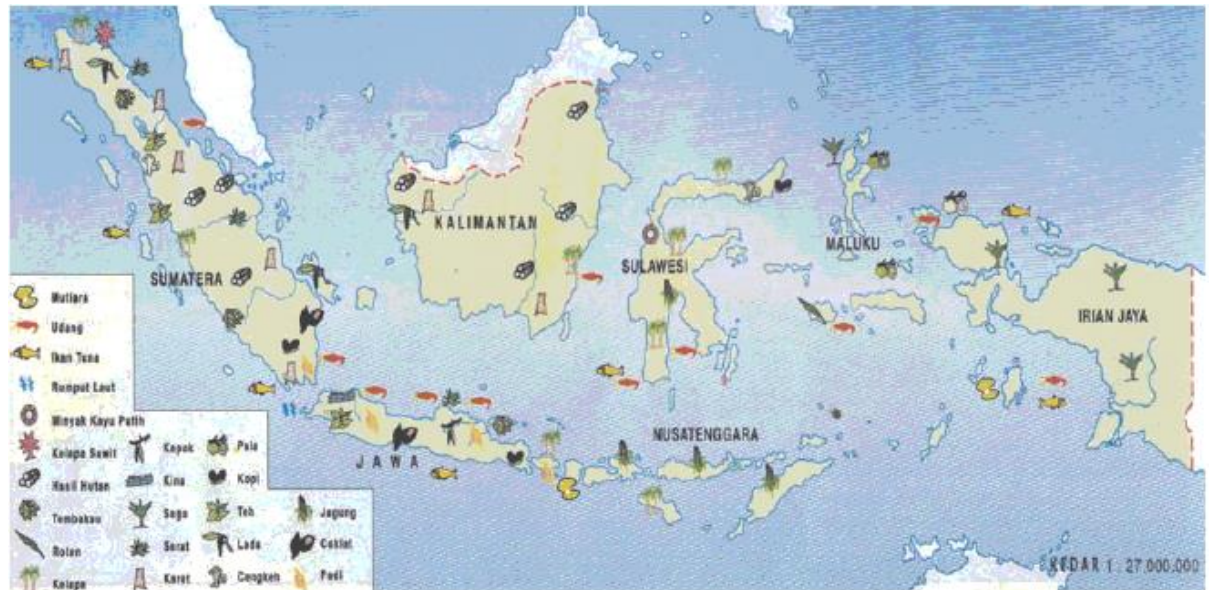 KALIMANTAN
MALUKU
SUMATERA
SULAWESI
IRIAN JAYA
NUSATENGGARA
JAWA
Mutiara
Udang
Ikan Tuna
Rumput Laut
Minyak Kayu Putih
Kelapa Sawit
Kapak
Pala
Hasil Hutan
Kina
Kopi
Tembakau
Sagu
Teh
Jagung
Rotan
Serat
Lada
Coklat
Kelapa
Karet
Cengkeh
Padi
KEDAR 1 : 27.000.000